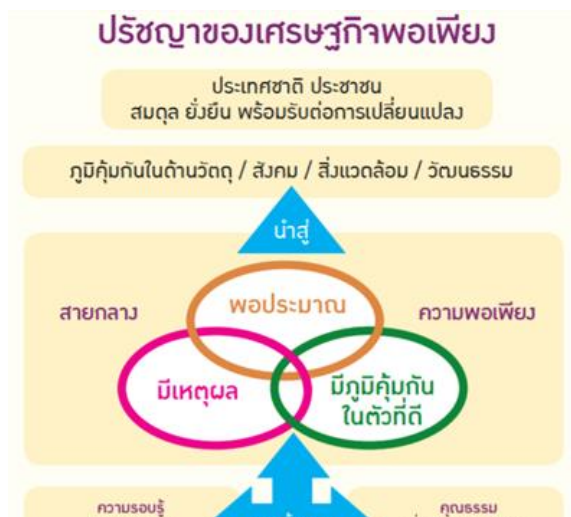 ปรัชญาของเศรษฐกิจพอเพียง
ประเทศชาติ ประชาชน
สมดุล ยั่งยืน พร้อมรับต่อการเปลี่ยนแปลง
ภูมิคุ้มกันในด้านวัตถุ / สังคม / สิ่งแวดล้อม / วัฒนธรรม
นำสู่
สายกลาง
พอประมาณ
ความพอเพียง
มีเหตุผล
มีภูมิคุ้มกัน
ในตัวที่ดี
ความรอบรู้
คุณธรรม